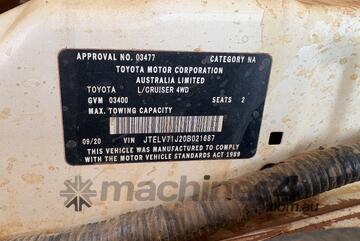 APPROVAL NO. 03477 CATEGORY NA
TOYOTA MOTOR CORPORATION
AUSTRALIA LIMITED
TOYOTA L/CRUISER 4WD
GVM 03400 SEATS 2
MAX. TOWING CAPACITY
09/20 VIN JTELV71J20B021687
THIS VEHICLE WAS MANUFACTURED TO COMPLY
WITH THE MOTOR VEHICLE STANDARDS ACT 1989
machines4u